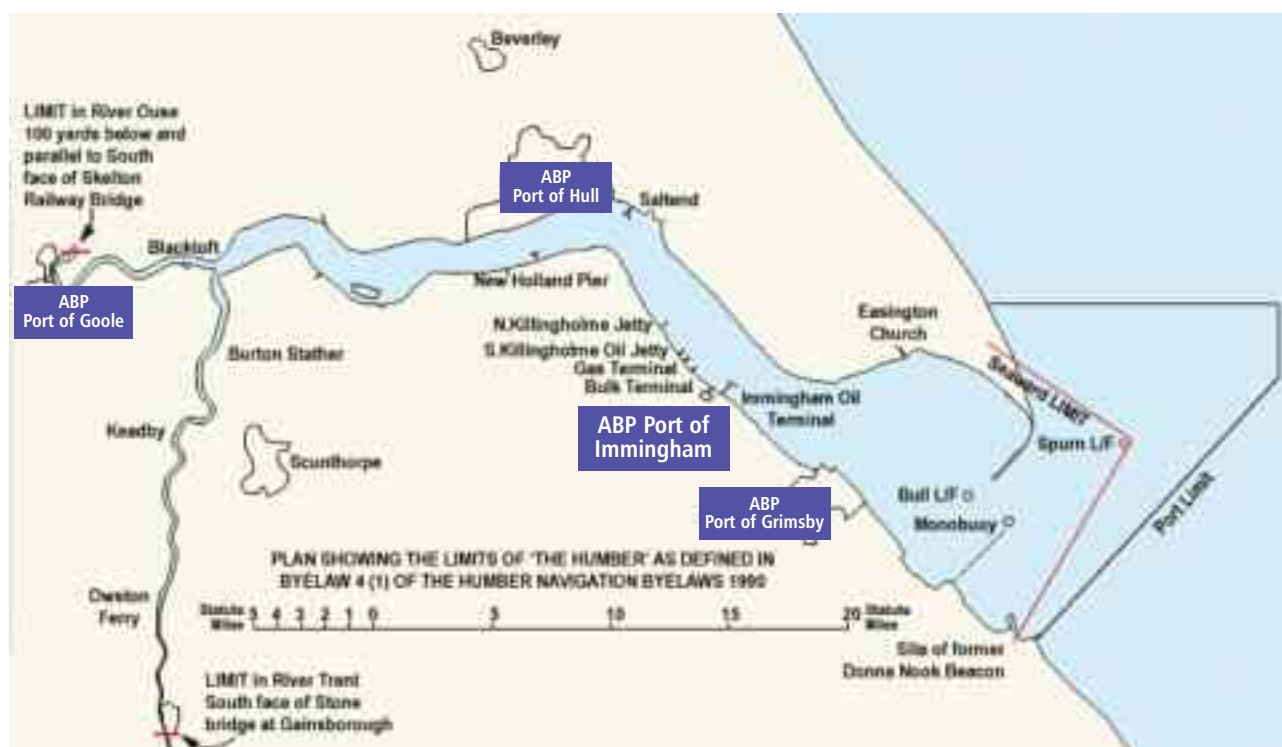 Beverley
LIMIT in River Ouse
100 yards below and
parallel to South
face of Skelton
Railway Bridge
ABP
Port of Hull
Saltend
Blacktoft
New Holland Pier
ABP
Port of Goole
Easington
Church
N.Killingholme Jetty
S.Killingholme Oil Jetty
Gas Terminal
Bulk Terminal
Burton Stather
Immingham Oil
Terminal
Seaward LIMIT
ABP Port of
Immingham
Keadby
Scunthorpe
Spurn L/F
Port Limit
ABP
Port of Grimsby
Bull L/F
Monobuoy
PLAN SHOWING THE LIMITS OF 'THE HUMBER' AS DEFINED IN
BYELAW 4 (1) OF THE HUMBER NAVIGATION BYELAWS 1990
Owston
Ferry
Statute
Miles
5 4 3 2 1 0 5 10 15 20
Statute
Miles
Site of former
Donna Nook Beacon
LIMIT in River Trent
South face of Stone
bridge at Gainsborough